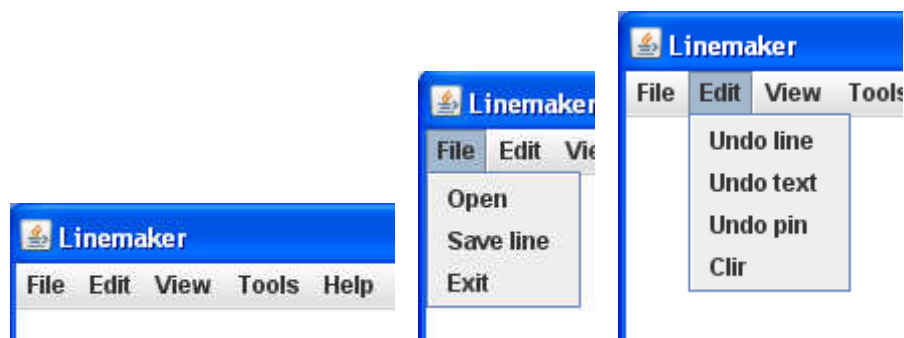 Linemaker
File Edit View Tools Help
Linemaker
File Edit Vie
Open
Save line
Exit
Linemaker
File Edit View Tools
Undo line
Undo text
Undo pin
Clir